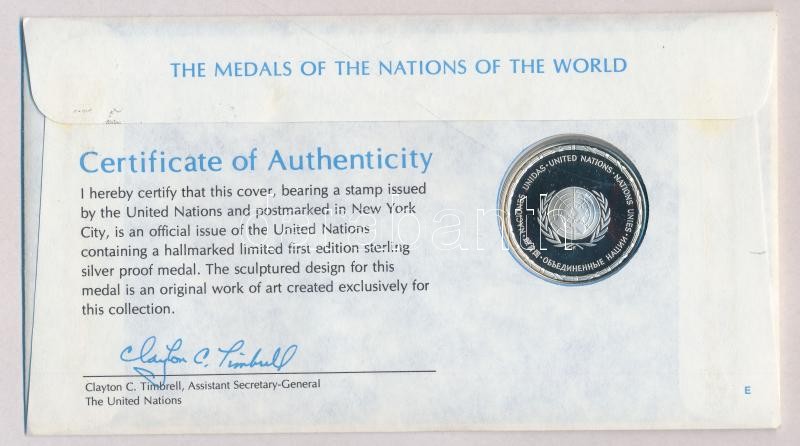 THE MEDALS OF THE NATIONS OF THE WORLD
Certificate of Authenticity
I hereby certify that this cover, bearing a stamp issued
by the United Nations and postmarked in New York
City, is an official issue of the United Nations
containing a hallmarked limited first edition sterling
silver proof medal. The sculptured design for this
medal is an original work of art created exclusively for
this collection.
NACIONES UNIDAS · UNITED NATIONS · NATIONS UNIES · ОБЪЕДИНЕННЫЕ НАЦИИ ·
darabanth
Clayton C. Timbrell
Clayton C. Timbrell, Assistant Secretary-General
The United Nations
E